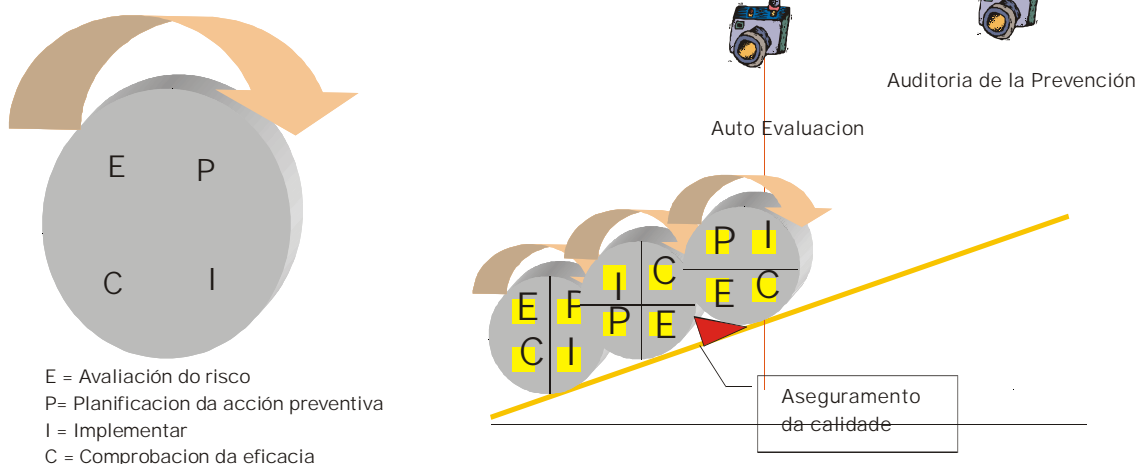 E P
C I
E = Avaliación do risco
P= Planificacion da acción preventiva
I = Implementar
C = Comprobacion da eficacia
Auditoria de la Prevención
Auto Evaluacion
E P
C I
I C
P E
P I
E C
Aseguramento
da calidade